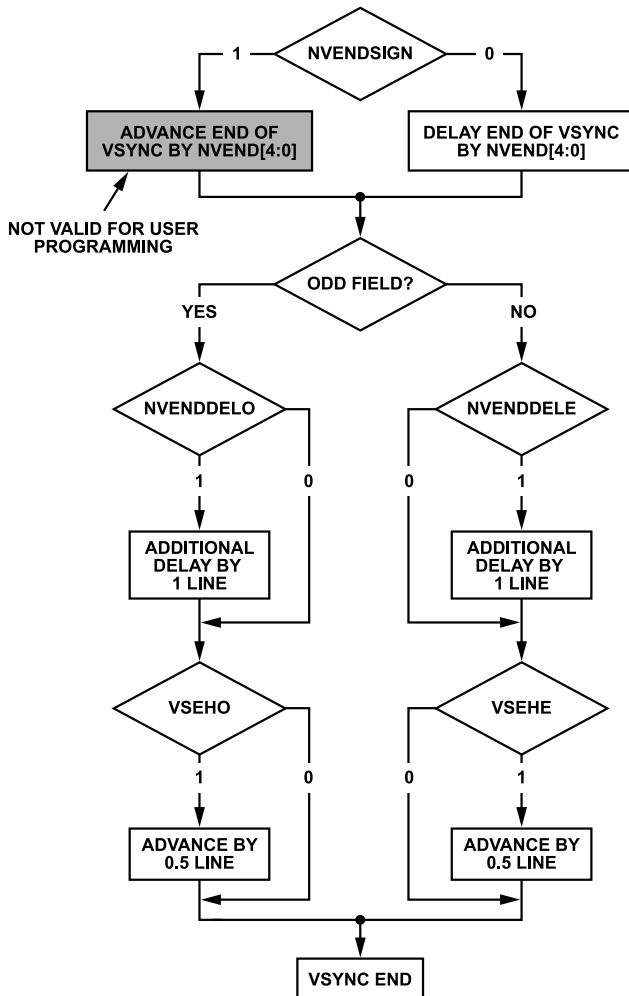 NVENDSIGN
1
0
ADVANCE END OF
VSYNC BY NVEND[4:0]
DELAY END OF VSYNC
BY NVEND[4:0]
NOT VALID FOR USER
PROGRAMMING
ODD FIELD?
YES
NO
NVENDDELO
NVENDDELE
1
0
0
1
ADDITIONAL
DELAY BY
1 LINE
ADDITIONAL
DELAY BY
1 LINE
VSEHO
VSEHE
1
0
0
1
ADVANCE BY
0.5 LINE
ADVANCE BY
0.5 LINE
VSYNC END